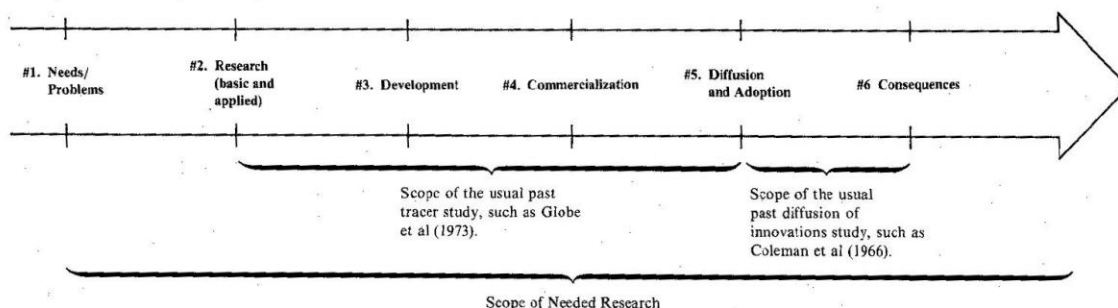 #1. Needs/
Problems
#2. Research
(basic and
applied)
#3. Development
#4. Commercialization
#5. Diffusion
and Adoption
#6 Consequences
Scope of the usual past
tracer study, such as Globe
et al (1973).
Scope of the usual
past diffusion of
innovations study, such as
Coleman et al (1966).
Scope of Needed Research